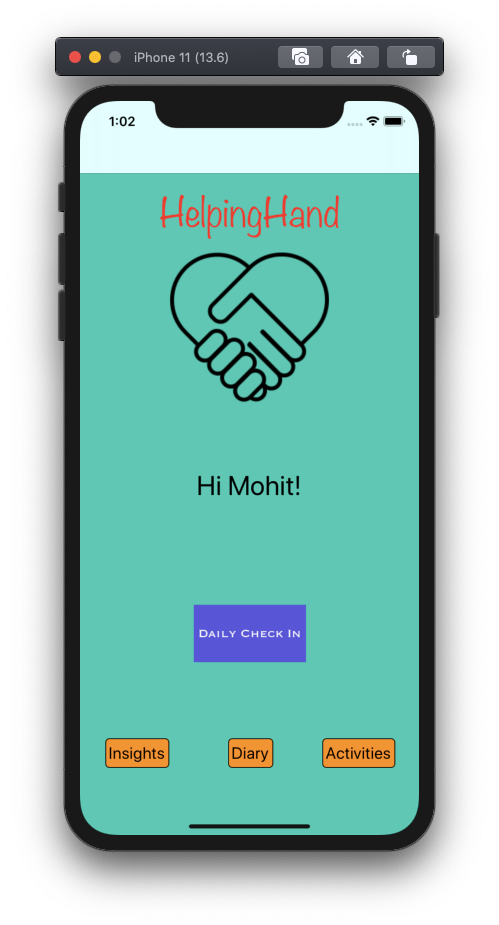 iPhone 11 (13.6)
1:02
HelpingHand
Hi Mohit!
Daily Check In
Insights Diary Activities